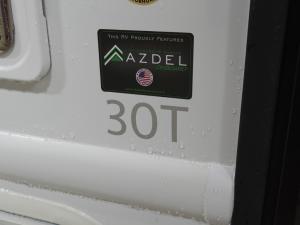 THIS RV PROUDLY FEATURES
AZDEL
30T